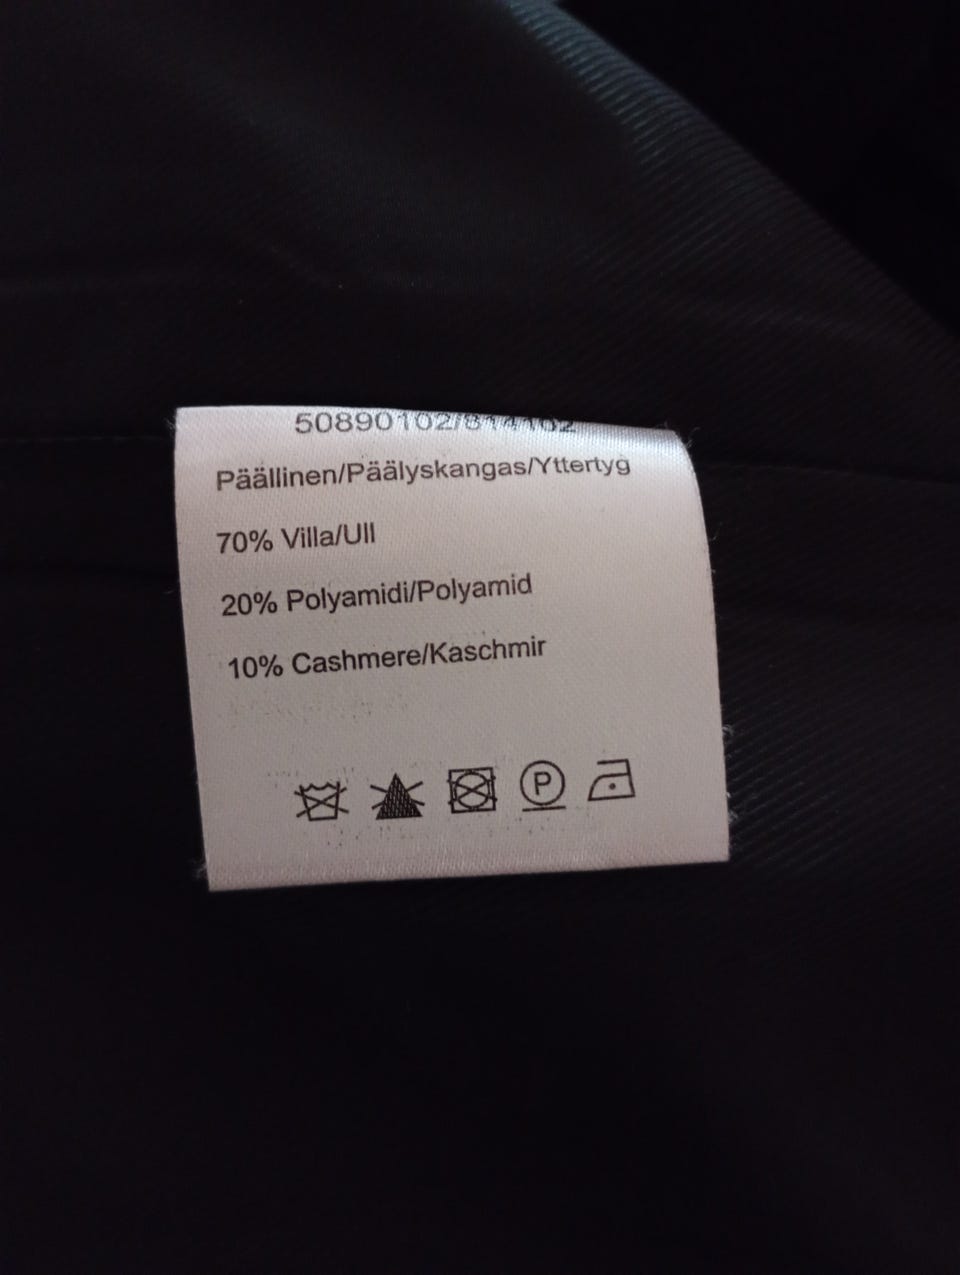 50890102/814102
Päällinen/Päälyskangas/Yttertyg
70% Villa/Ull
20% Polyamidi/Polyamid
10% Cashmere/Kaschmir
P